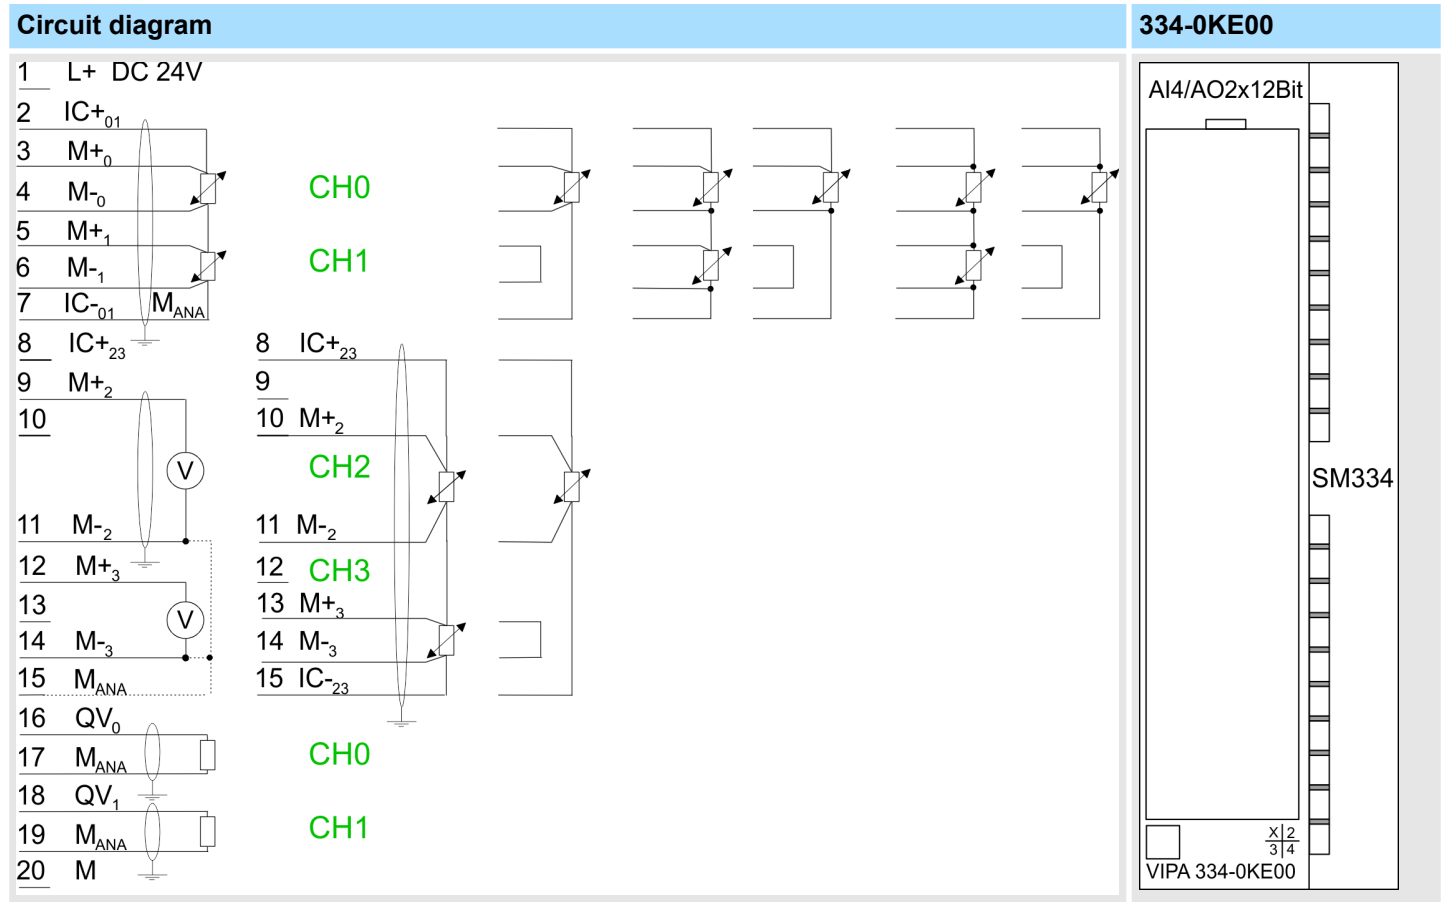 Circuit diagram
334-0KE00
1 L+ DC 24V
2 IC+01
3 M+0
4 M-0
CH0
5 M+1
6 M-1
CH1
7 IC-01 MANA
8 IC+23
8 IC+23
9 M+2
9
10
10 M+2
V
CH2
11 M-2
11 M-2
12 M+3
12 CH3
13
13 M+3
V
14 M-3
14 M-3
15 MANA
15 IC-23
16 QV0
17 MANA
CH0
18 QV1
19 MANA
CH1
20 M
AI4/AO2x12Bit
SM334
X 2
3 4
VIPA 334-0KE00